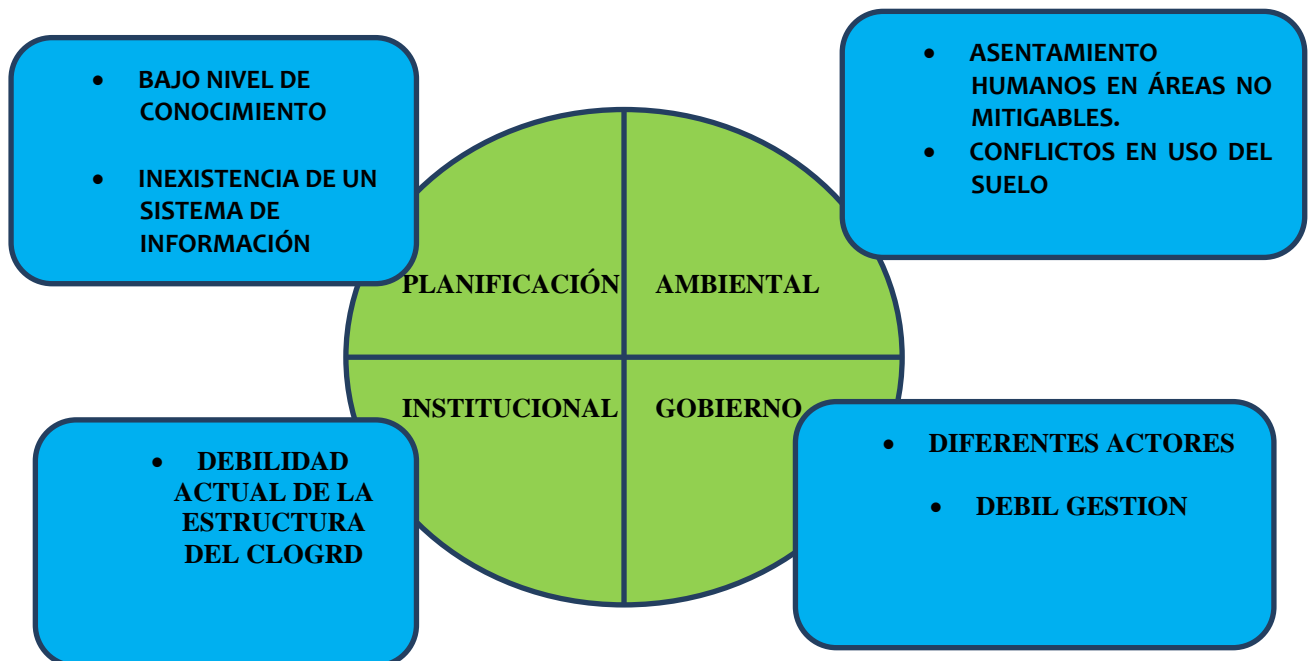 • BAJO NIVEL DE
CONOCIMIENTO
• INEXISTENCIA DE UN
SISTEMA DE
INFORMACIÓN
• ASENTAMIENTO
HUMANOS EN ÁREAS NO
MITIGABLES.
• CONFLICTOS EN USO DEL
SUELO
PLANIFICACIÓN
AMBIENTAL
INSTITUCIONAL
GOBIERNO
• DEBILIDAD
ACTUAL DE LA
ESTRUCTURA
DEL CLOGRD
• DIFERENTES ACTORES
• DEBIL GESTION